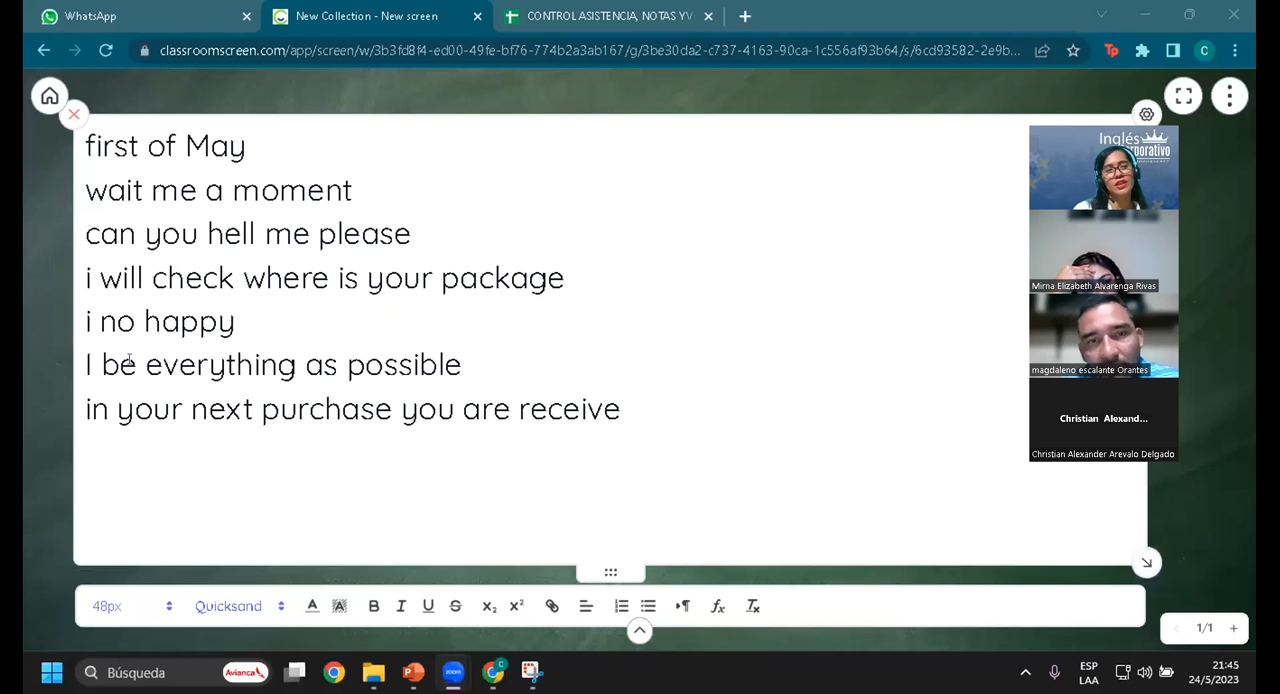 WhatsApp
New Collection - New screen
CONTROL ASISTENCIA, NOTAS YV
classroomscreen.com/app/screen/w/3b3fd8f4-ed00-49fe-bf76-774b2a3ab167/g/3be30da2-c737-4163-90ca-1c556af93b64/s/6cd93582-2e9b...
Tp
C
first of May
wait me a moment
can you hell me please
i will check where is your package
i no happy
I be everything as possible
in your next purchase you are receive
Inglés
Mirna Elizabeth Alvarenga Rivas
magdaleno escalante Orantes
Christian Alexand...
Christian Alexander Arevalo Delgado
48px
Quicksand
1/1
Búsqueda
Avianca
zoom
ESP
LAA
21:45
24/5/2023